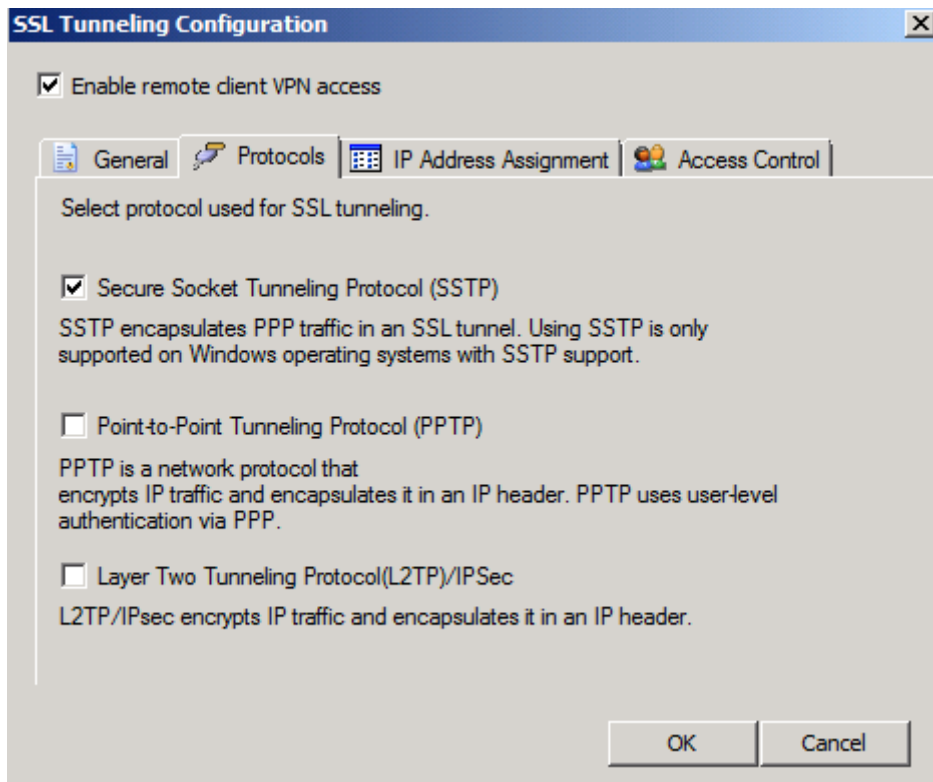 SSL Tunneling Configuration
Enable remote client VPN access
General
Protocols
IP Address Assignment
Access Control
Select protocol used for SSL tunneling.
Secure Socket Tunneling Protocol (SSTP)
SSTP encapsulates PPP traffic in an SSL tunnel. Using SSTP is only
supported on Windows operating systems with SSTP support.
Point-to-Point Tunneling Protocol (PPTP)
PPTP is a network protocol that
encrypts IP traffic and encapsulates it in an IP header. PPTP uses user-level
authentication via PPP.
Layer Two Tunneling Protocol(L2TP)/IPSec
L2TP/IPsec encrypts IP traffic and encapsulates it in an IP header.
OK
Cancel